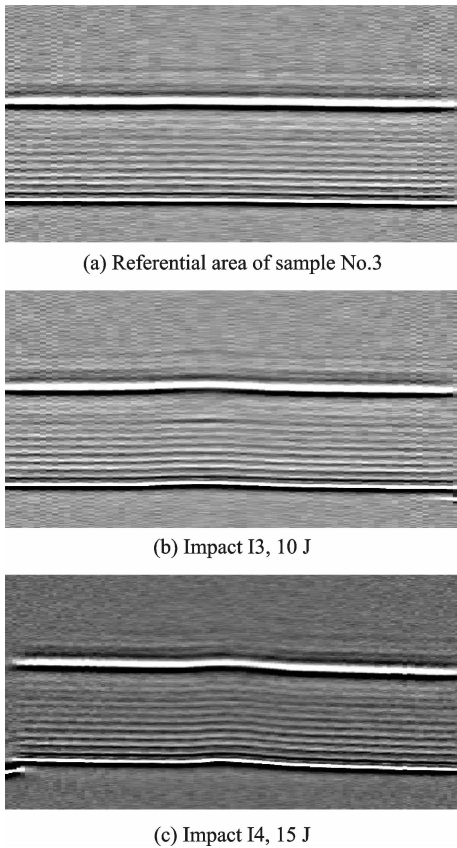 (a) Referential area of sample No.3
(b) Impact I3, 10 J
(c) Impact I4, 15 J